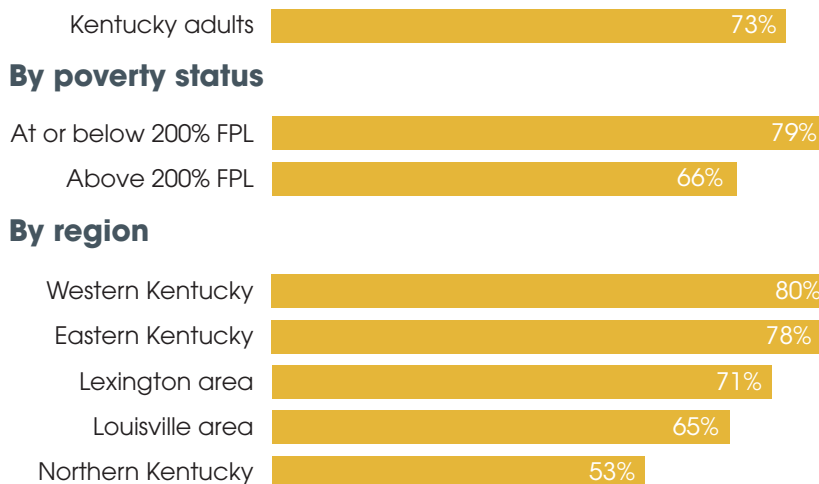 Kentucky adults 73%
By poverty status
At or below 200% FPL 79%
Above 200% FPL 66%
By region
Western Kentucky 80%
Eastern Kentucky 78%
Lexington area 71%
Louisville area 65%
Northern Kentucky 53%